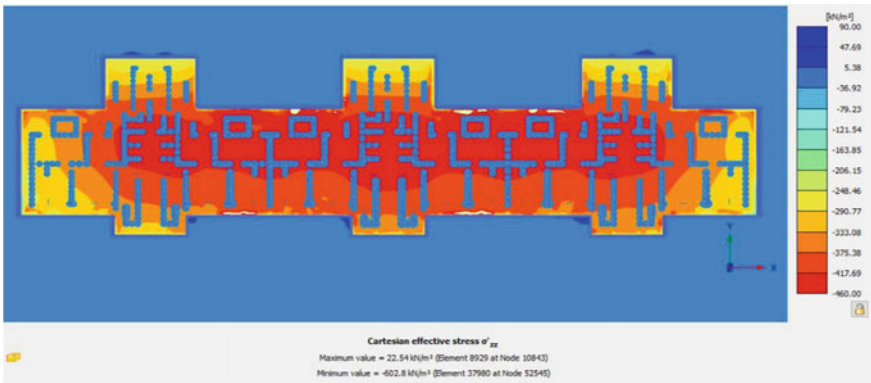 [kN/m²]
90.00
47.69
5.38
-36.92
-79.23
-121.54
-163.85
-206.15
-248.46
-290.77
-333.08
-375.38
-417.69
-460.00
Y
X
Cartesian effective stress σ'zz
Maximum value = 22.54 kN/m² (Element 8929 at Node 10843)
Minimum value = -602.8 kN/m² (Element 37980 at Node 52545)